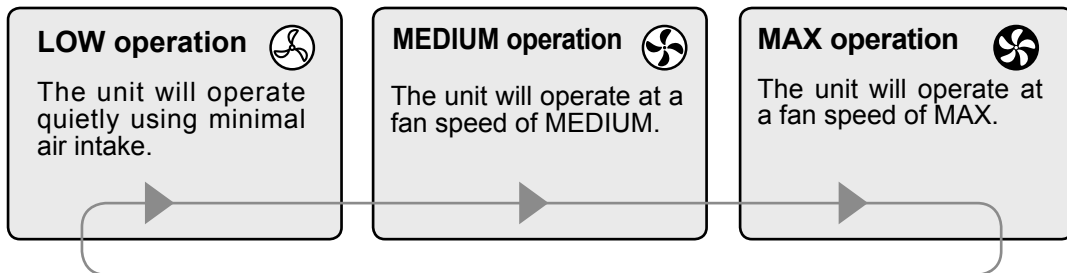 LOW operation
The unit will operate
quietly using minimal
air intake.
MEDIUM operation
The unit will operate at a
fan speed of MEDIUM.
MAX operation
The unit will operate at
a fan speed of MAX.